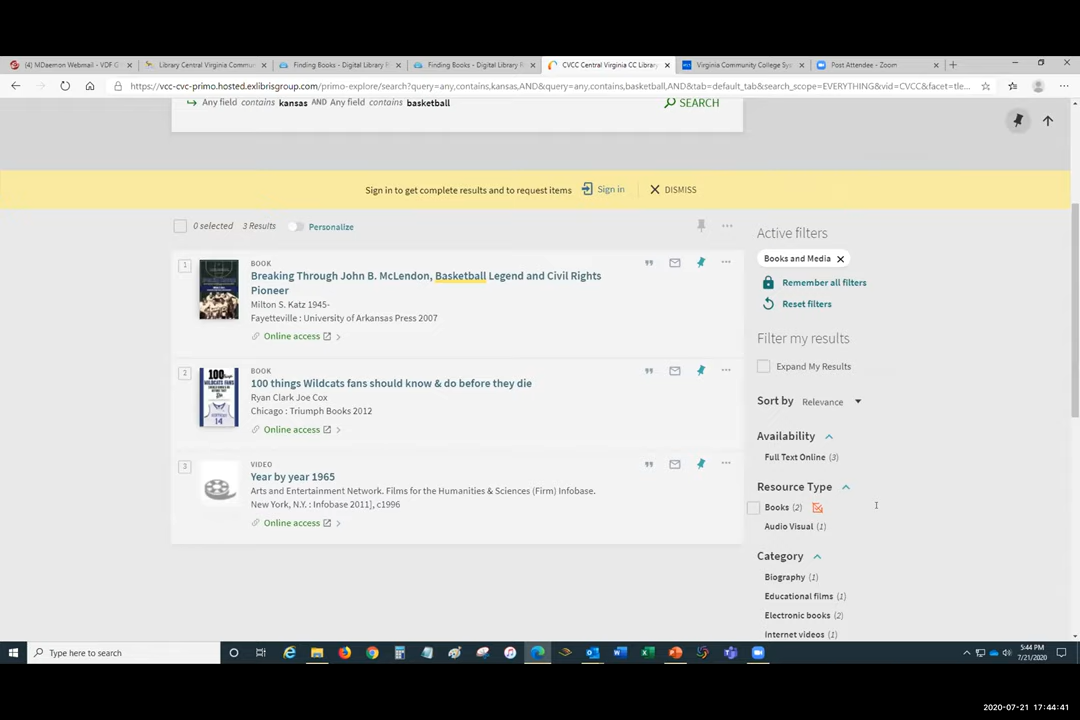 (4) MDaemon Webmail - VDF G
Library Central Virginia Commun
Finding Books - Digital Library R
Finding Books - Digital Library R
CVCC Central Virginia CC Library
Virginia Community College Sys
Post Attendee - Zoom
https://vcc-cvc-primo.hosted.exlibrisgroup.com/primo-explore/search?query=any,contains,kansas,AND&query=any,contains,basketball,AND&tab=default_tab&search_scope=EVERYTHING&vid=CVCC&facet=tle...
Any field contains kansas AND Any field contains basketball
SEARCH
Sign in to get complete results and to request items Sign in DISMISS
0 selected 3 Results Personalize
1
BOOK
Breaking Through John B. McLendon, Basketball Legend and Civil Rights
Pioneer
Milton S. Katz 1945-
Fayetteville : University of Arkansas Press 2007
Online access
2
BOOK
100 things Wildcats fans should know & do before they die
Ryan Clark Joe Cox
Chicago : Triumph Books 2012
Online access
100
WILDCATS
FANS
14
3
VIDEO
Year by year 1965
Arts and Entertainment Network. Films for the Humanities & Sciences (Firm) Infobase.
New York, N.Y. : Infobase 2011], c1996
Online access
Active filters
Books and Media
Remember all filters
Reset filters
Filter my results
Expand My Results
Sort by Relevance
Availability
Full Text Online (3)
Resource Type
Books (2)
Audio Visual (1)
Category
Biography (1)
Educational films (1)
Electronic books (2)
Internet videos (1)
Type here to search
5:44 PM
7/21/2020
2020-07-21 17:44:41